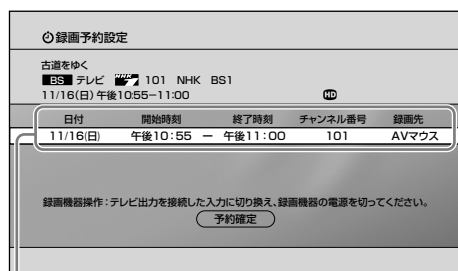 録画予約設定
古道をゆく
BS テレビ NHK 101 NHK BS1
11/16(日) 午後10:55−11:00 HD
日付 開始時刻 終了時刻 チャンネル番号 録画先
11/16(日) 午後10:55 − 午後11:00 101 AVマウス
録画機器操作：テレビ出力を接続した入力に切り換え、録画機器の電源を切ってください。
予約確定